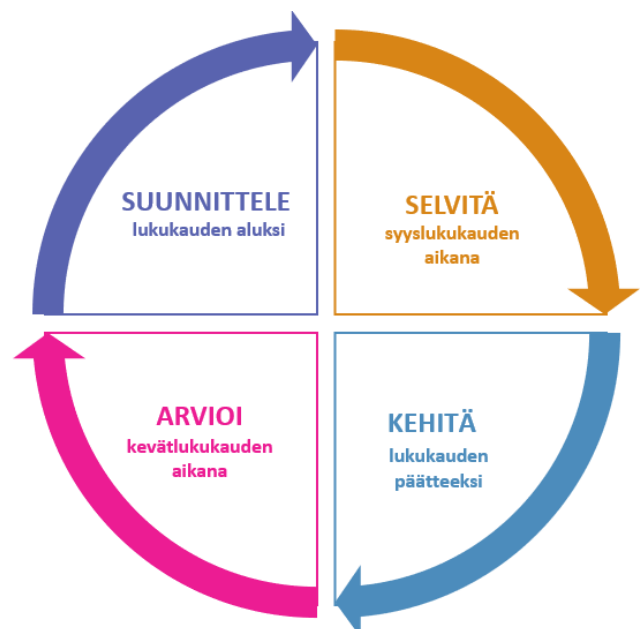 SUUNNITTELE
lukukauden aluksi
SELVITÄ
syyslukukauden
aikana
ARVIOI
kevätlukukauden
aikana
KEHITÄ
lukukauden
päätteeksi